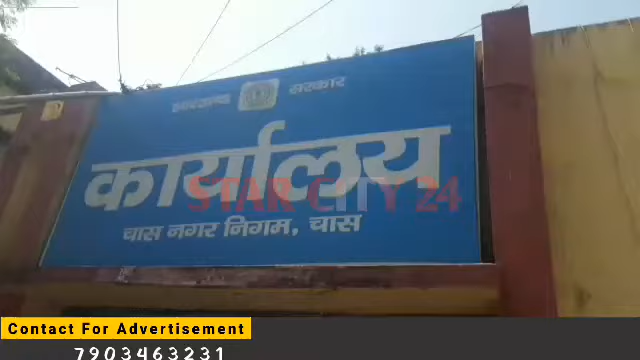 झारखण्ड सरकार
कार्यालय
चास नगर निगम, चास
STAR CITY 24
Contact For Advertisement
7903463231